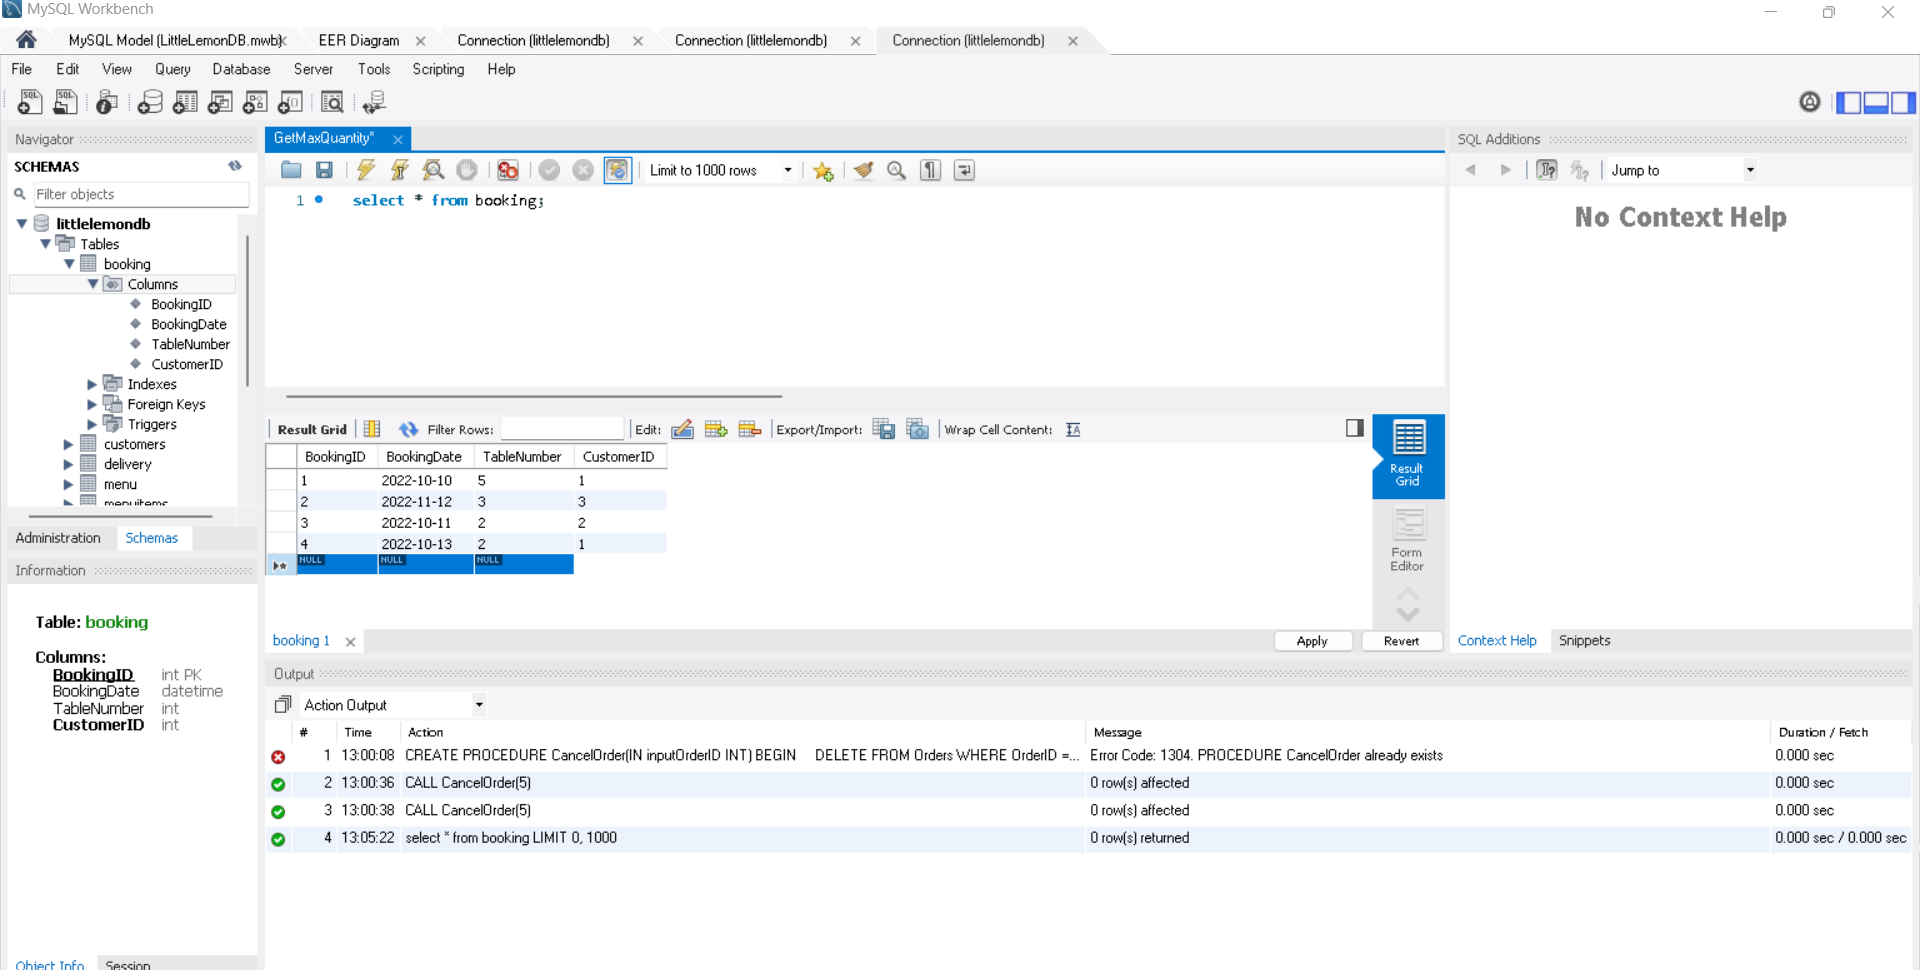 MySQL Workbench
MySQL Model (LittleLemonDB.mwb) EER Diagram Connection (littlelemondb) Connection (littlelemondb) Connection (littlelemondb)
File Edit View Query Database Server Tools Scripting Help
Navigator
SCHEMAS
Filter objects
littlelemondb
Tables
booking
Columns
BookingID
BookingDate
TableNumber
CustomerID
Indexes
Foreign Keys
Triggers
customers
delivery
menu
menuitems
Administration Schemas
Information
Table: booking
Columns:
BookingID int PK
BookingDate datetime
TableNumber int
CustomerID int
Object Info Session
GetMaxQuantity*
Limit to 1000 rows
1 select * from booking;
Result Grid Filter Rows: Edit: Export/Import: Wrap Cell Content:
BookingID BookingDate TableNumber CustomerID
1 2022-10-10 5 1
2 2022-11-12 3 3
3 2022-10-11 2 2
4 2022-10-13 2 1
NULL NULL NULL
Result
Grid
Form
Editor
booking 1
Apply Revert
SQL Additions
Jump to
No Context Help
Context Help Snippets
Output
Action Output
# Time Action Message Duration / Fetch
1 13:00:08 CREATE PROCEDURE CancelOrder(IN inputOrderID INT) BEGIN DELETE FROM Orders WHERE OrderID =... Error Code: 1304. PROCEDURE CancelOrder already exists 0.000 sec
2 13:00:36 CALL CancelOrder(5) 0 row(s) affected 0.000 sec
3 13:00:38 CALL CancelOrder(5) 0 row(s) affected 0.000 sec
4 13:05:22 select * from booking LIMIT 0, 1000 0 row(s) returned 0.000 sec / 0.000 sec